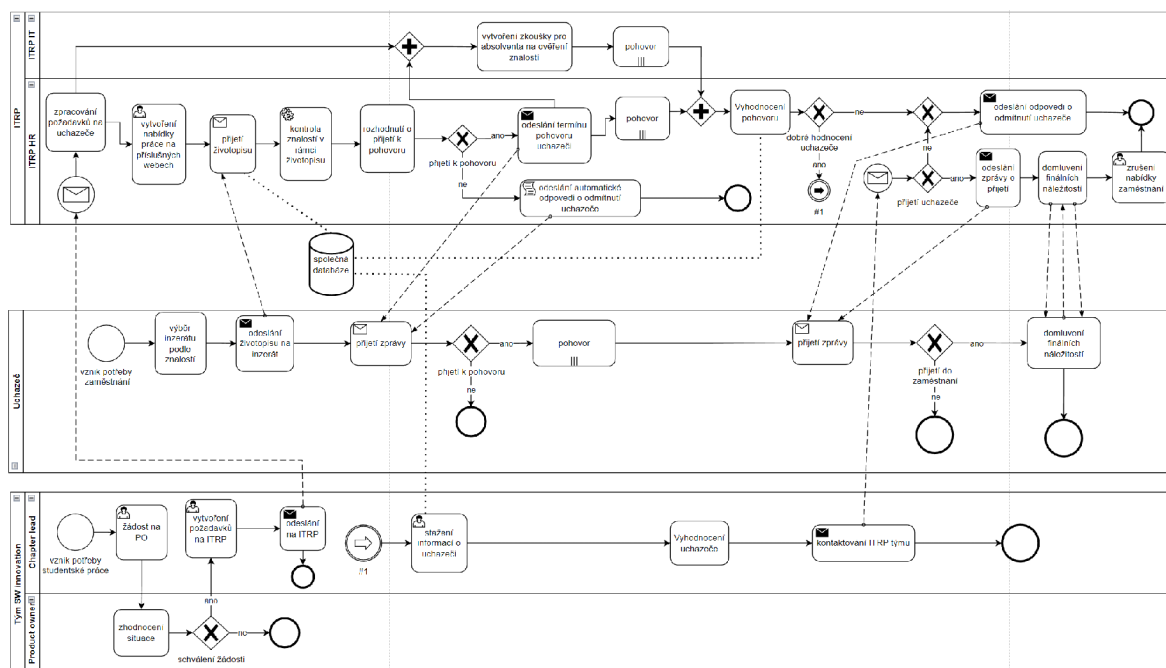 ITRP
ITRP IT
vytvoření zkoušky pro
absolventa na ověření
znalostí
pohovor
ITRP HR
zpracování
požadavků na
uchazeče
vytvoření
nabídky
práce na
příslušných
webech
přijetí
životopisu
kontrola
znalostí v
rámci
životopisu
rozhodnutí o
přijetí k
pohovoru
přijetí k pohovoru
ano
ne
odeslání termínu
pohovoru
uchazeči
pohovor
odeslání automatické
odpovedi o odmítnutí
uchazočo
Vyhodnocení
pohovoru
dobré hodnocení
uchazeče
ano
ne
#1
přijetí uchazeče
ne
ano
odeslání odpovedi o
odmítnutí uchazeče
odeslání
zprávy o
přijetí
domluvení
finálních
náležitostí
zrušení
nabídky
zaměstnání
společná
databáze
Uchazeč
vznik potřeby
zaměstnání
výběr
inzerátu
podle
znalostí
odeslání
životopisu na
inzerát
přijetí zprávy
přijetí k pohovoru
ano
ne
pohovor
přijetí zprávy
přijetí do
zaměstnání
ano
ne
domluvení
finálních
náležitostí
Tým SW innovation
Chapter lead
vznik potřeby
studentské práce
žádost na
PO
vytvoření
požadavků
na ITRP
odeslání
na ITRP
#1
stažení
informací o
uchazeči
Vyhodnocení
uchazočo
kontaktování ITRP týmu
Product owner
zhodnocení
situace
ano
no
schválení žádosti